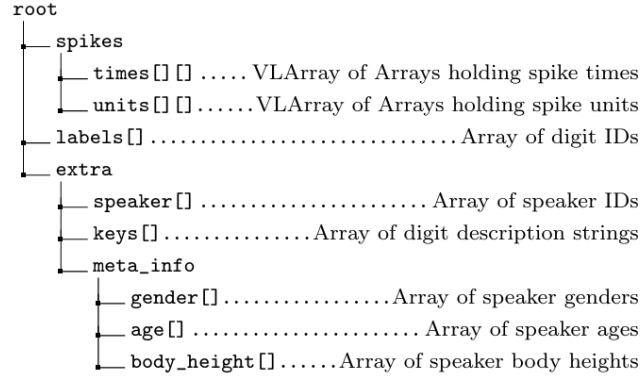 root
spikes
times[][] ..... VLArray of Arrays holding spike times
units[][]......VLArray of Arrays holding spike units
labels[] ................................ Array of digit IDs
extra
speaker[] ....................... Array of speaker IDs
keys[]...............Array of digit description strings
meta_info
gender[].................Array of speaker genders
age[] ....................... Array of speaker ages
body_height[]......Array of speaker body heights